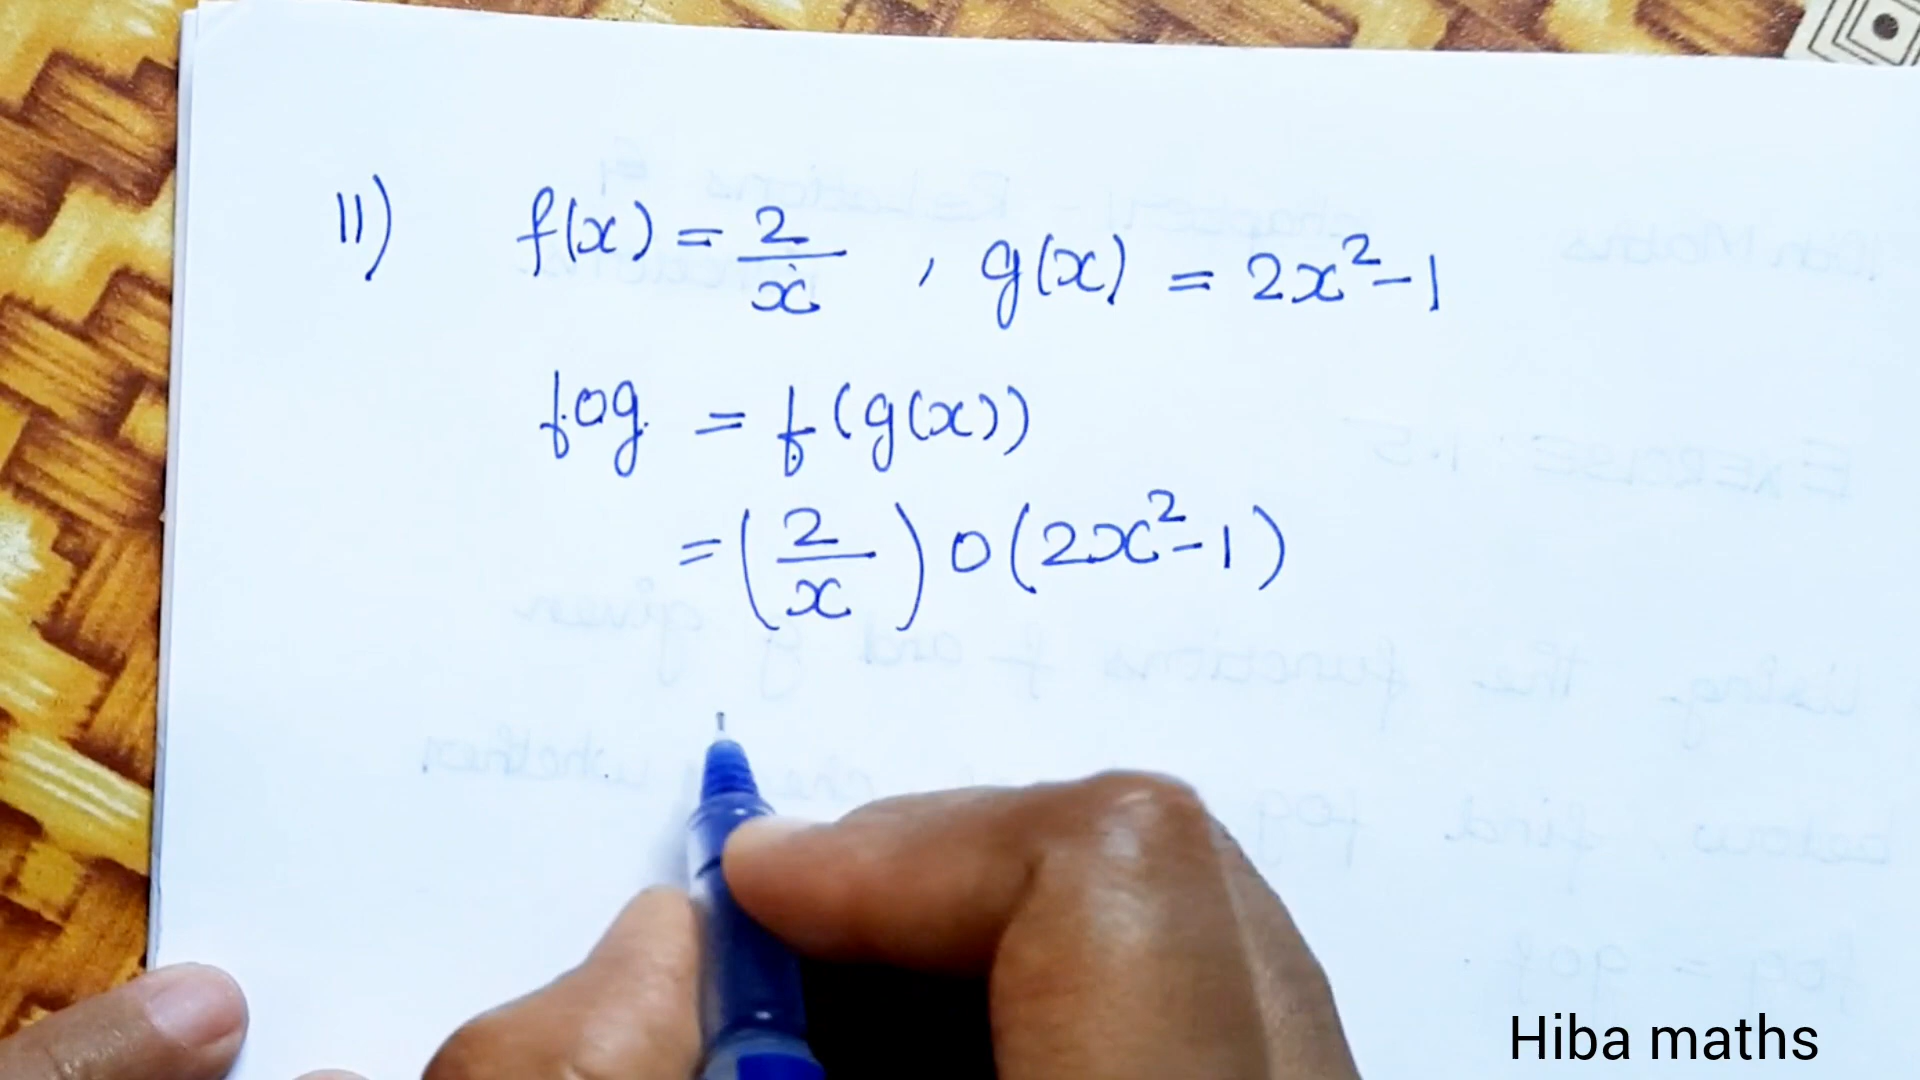 11) f(x) = 2/x , g(x) = 2x² - 1
fog = f(g(x))
= (2/x) o (2x² - 1)
Hiba maths